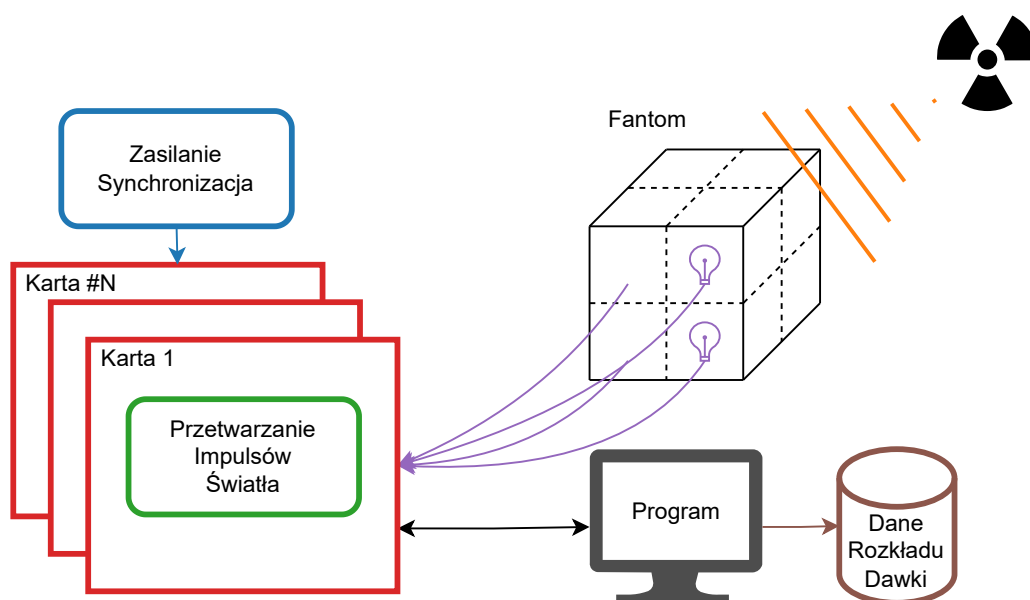 Fantom
Zasilanie
Synchronizacja
Karta #N
Karta 1
Przetwarzanie
Impulsów
Światła
Program
Dane
Rozkładu
Dawki